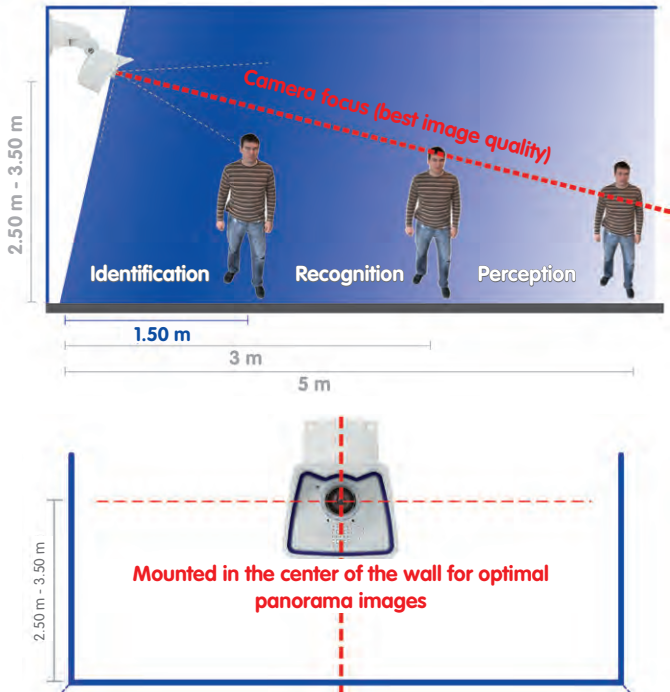 Camera focus (best image quality)
2.50 m - 3.50 m
Identification
Recognition
Perception
1.50 m
3 m
5 m
2.50 m - 3.50 m
Mounted in the center of the wall for optimal
panorama images